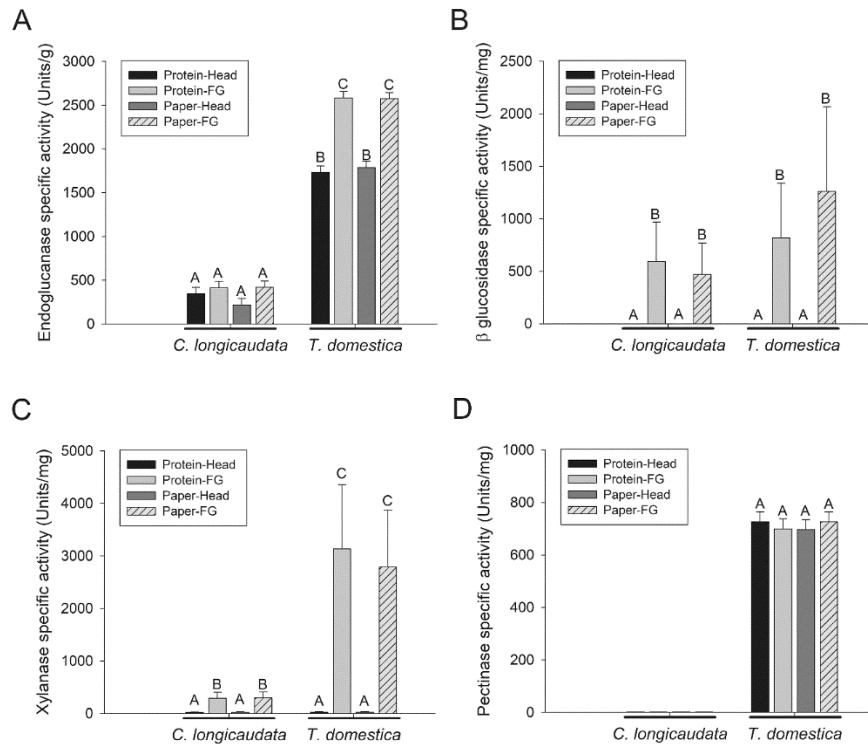 A
Endoglucanase specific activity (Units/g)
3000
2500
2000
1500
1000
500
0
Protein-Head
Protein-FG
Paper-Head
Paper-FG
A
A
A
A
B
C
B
C
C. longicaudata
T. domestica
B
β glucosidase specific activity (Units/mg)
2500
2000
1500
1000
500
0
Protein-Head
Protein-FG
Paper-Head
Paper-FG
A
B
A
B
A
B
A
B
C. longicaudata
T. domestica
C
Xylanase specific activity (Units/mg)
5000
4000
3000
2000
1000
0
Protein-Head
Protein-FG
Paper-Head
Paper-FG
A
B
A
B
A
C
A
C
C. longicaudata
T. domestica
D
Pectinase specific activity (Units/mg)
1000
800
600
400
200
0
Protein-Head
Protein-FG
Paper-Head
Paper-FG
A
A
A
A
C. longicaudata
T. domestica